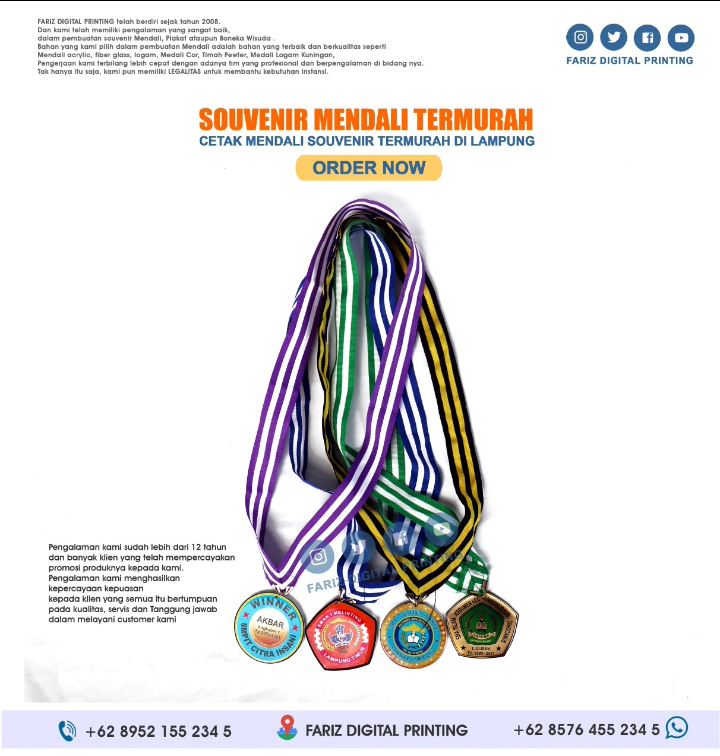 FARIZ DIGITAL PRINTING telah berdiri sejak tahun 2008.
Dan kami telah memiliki pengalaman yang sangat baik,
dalam pembuatan souvenir Mendali, Plakat ataupun Boneka Wisuda .
Bahan yang kami pilih dalam pembuatan Mendali adalah bahan yang terbaik dan berkualitas seperti
Mendali acrylic, fiber glass, logam, Medali Cor, Timah Pewter, Medali Logam Kuningan,
Pengerjaan kami terbilang lebih cepat dengan adanya tim yang profesional dan berpengalaman di bidang nya.
Tak hanya itu saja, kami pun memiliki LEGALITAS untuk membantu kebutuhan instansi.
FARIZ DIGITAL PRINTING
SOUVENIR MENDALI TERMURAH
CETAK MENDALI SOUVENIR TERMURAH DI LAMPUNG
ORDER NOW
Pengalaman kami sudah lebih dari 12 tahun
dan banyak klien yang telah mempercayakan
promosi produknya kepada kami.
Pengalaman kami menghasilkan
kepercayaan kepuasan
kepada klien yang semua itu bertumpuan
pada kualitas, servis dan Tanggung jawab
dalam melayani customer kami
FARIZ DIGITAL PRINTING
WINNER
AKBAR
SMPIT CITRA INSANI
LAMPUNG TIMUR
+62 8952 155 234 5
FARIZ DIGITAL PRINTING
+62 8576 455 234 5